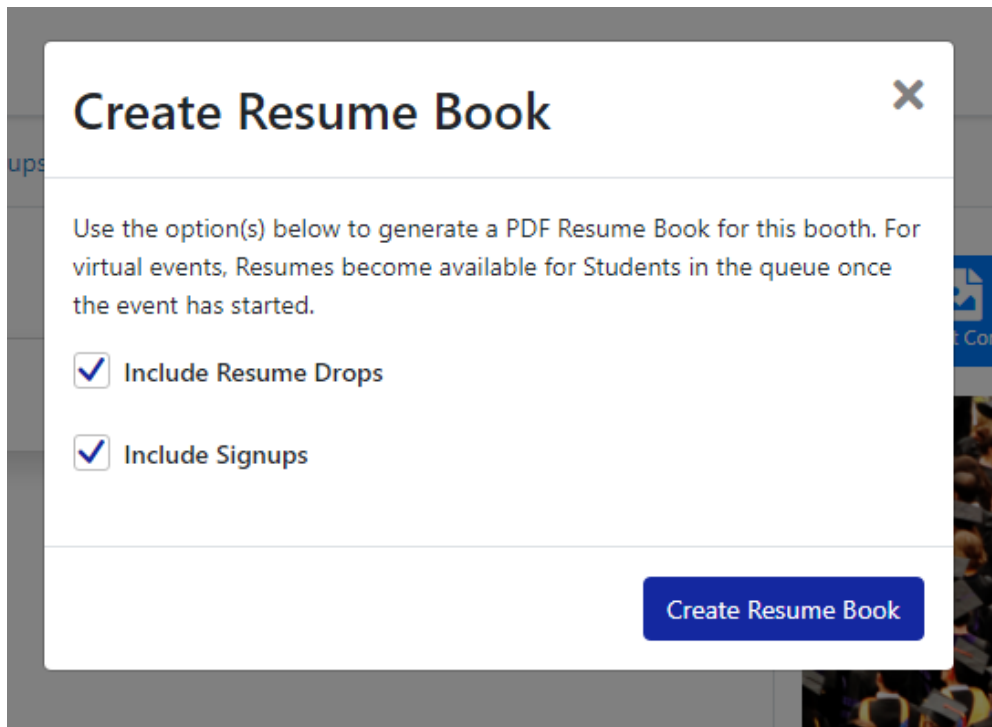 Create Resume Book
ups
Use the option(s) below to generate a PDF Resume Book for this booth. For
virtual events, Resumes become available for Students in the queue once
the event has started.
t Con
Include Resume Drops
Include Signups
Create Resume Book